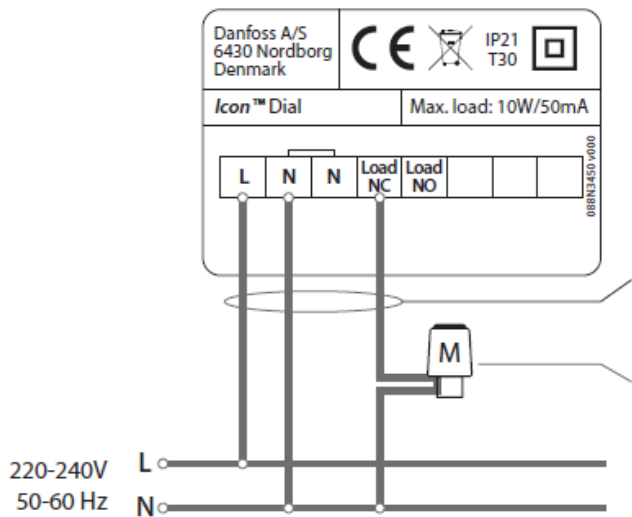 Danfoss A/S
6430 Nordborg
Denmark
CE
IP21
T30
Icon™ Dial
Max. load: 10W/50mA
L N N Load NC Load NO
088N3450 v000
M
220-240V L
50-60 Hz N